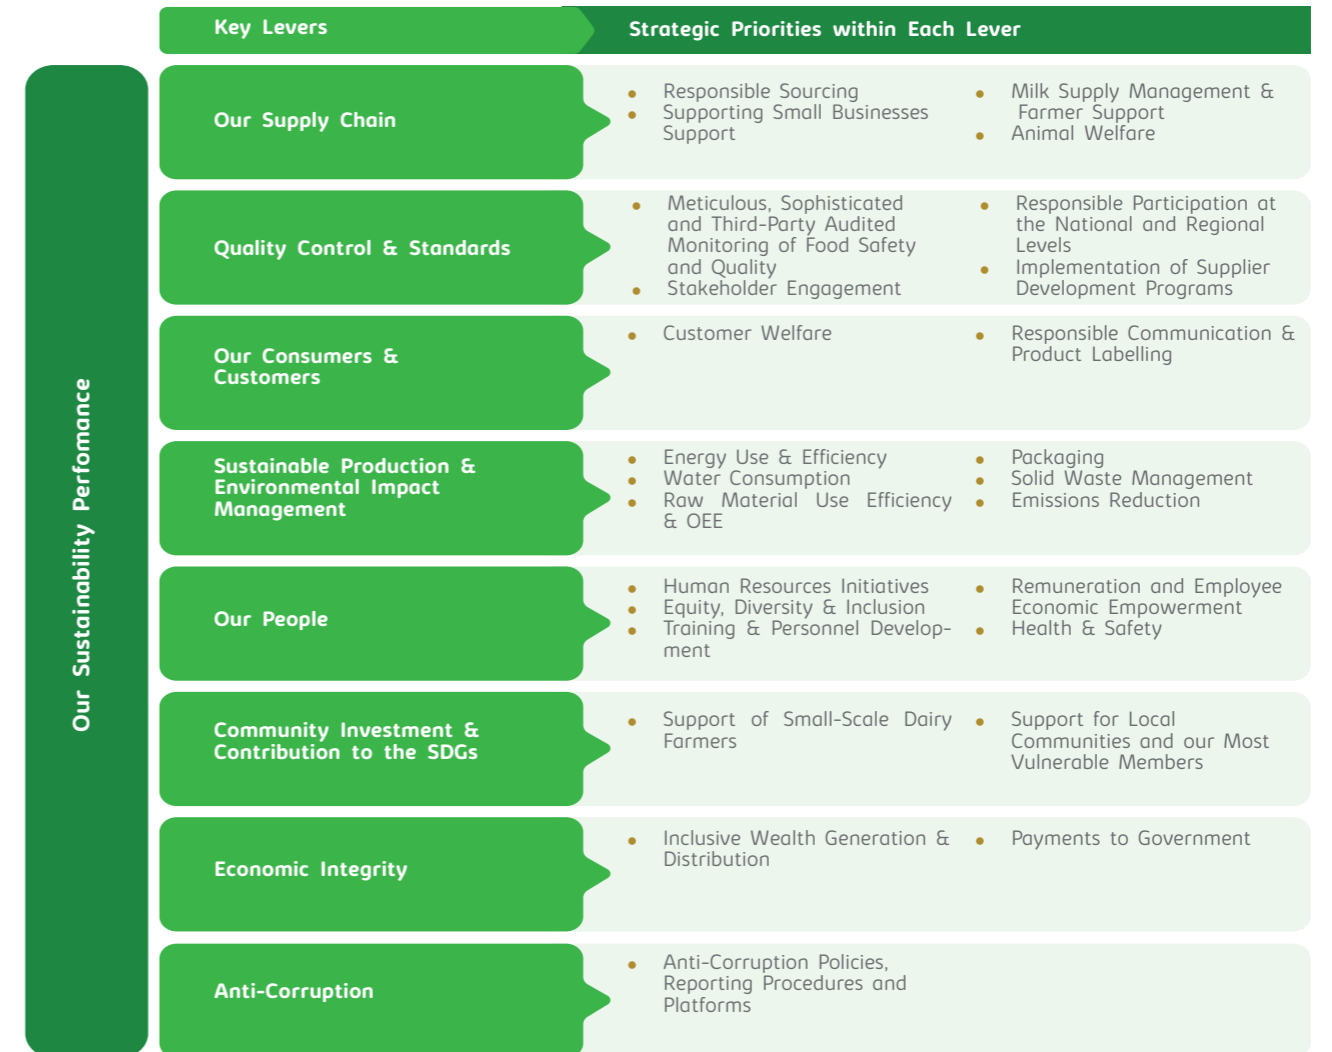 Key Levers
Strategic Priorities within Each Lever
Our Sustainability Perfomance
Our Supply Chain
• Responsible Sourcing
• Supporting Small Businesses
Support
• Milk Supply Management &
Farmer Support
• Animal Welfare
Quality Control & Standards
• Meticulous, Sophisticated
and Third-Party Audited
Monitoring of Food Safety
and Quality
• Stakeholder Engagement
• Responsible Participation at
the National and Regional
Levels
• Implementation of Supplier
Development Programs
Our Consumers &
Customers
• Customer Welfare
• Responsible Communication &
Product Labelling
Sustainable Production &
Environmental Impact
Management
• Energy Use & Efficiency
• Water Consumption
• Raw Material Use Efficiency
& OEE
• Packaging
• Solid Waste Management
• Emissions Reduction
Our People
• Human Resources Initiatives
• Equity, Diversity & Inclusion
• Training & Personnel Develop-
ment
• Remuneration and Employee
Economic Empowerment
• Health & Safety
Community Investment &
Contribution to the SDGs
• Support of Small-Scale Dairy
Farmers
• Support for Local
Communities and our Most
Vulnerable Members
Economic Integrity
• Inclusive Wealth Generation &
Distribution
• Payments to Government
Anti-Corruption
• Anti-Corruption Policies,
Reporting Procedures and
Platforms